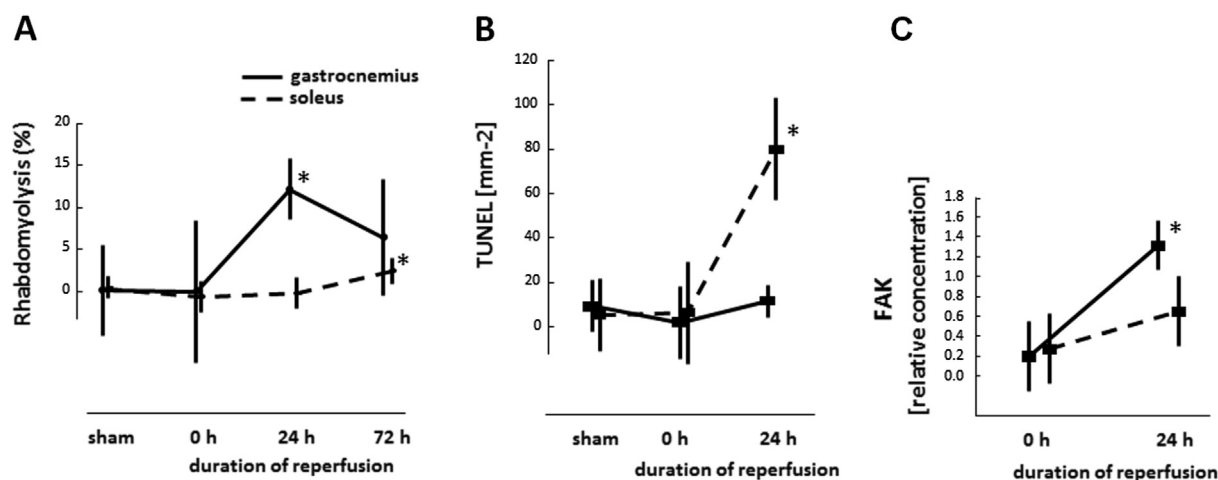 A
gastrocnemius
soleus
Rhabdomyolysis (%)
20
15
10
5
0
*
*
sham 0 h 24 h 72 h
duration of reperfusion
B
TUNEL [mm-2]
120
100
80
60
40
20
0
*
sham 0 h 24 h
duration of reperfusion
C
FAK
[relative concentration]
1.8
1.6
1.4
1.2
1.0
0.8
0.6
0.4
0.2
0.0
*
0 h 24 h
duration of reperfusion